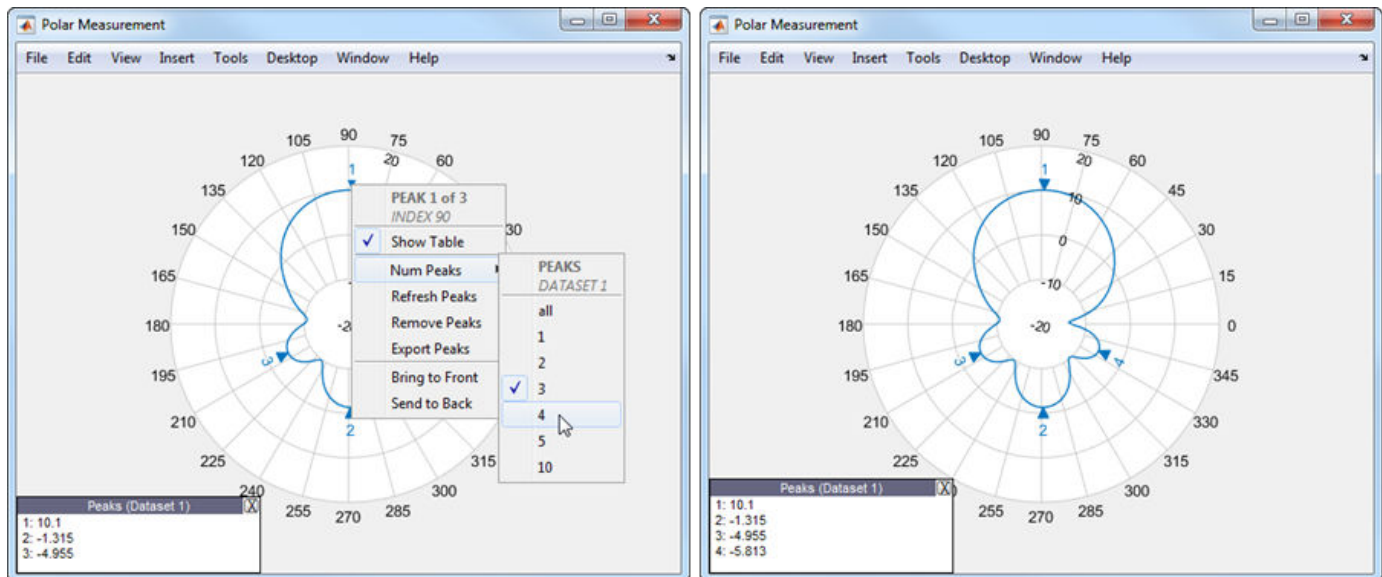 Polar Measurement
File Edit View Insert Tools Desktop Window Help
90
105 75
120 20 60
1
135
PEAK 1 of 3
INDEX 90
150 30
Show Table
Num Peaks
PEAKS
DATASET 1
165
Refresh Peaks
all
180 -2
Remove Peaks
1
Export Peaks
3 2
195
Bring to Front
3
Send to Back
4
210
2
5
225 315
10
240 300
255 270 285
Peaks (Dataset 1) X
1: 10.1
2: -1.315
3: -4.955
Polar Measurement
File Edit View Insert Tools Desktop Window Help
90
105 75
120 20 60
1
135 10 45
150 0 30
165 -10 15
180 -20 0
3 4
195 345
210 330
2
225 315
300
255 270 285
Peaks (Dataset 1) X
1: 10.1
2: -1.315
3: -4.955
4: -5.813